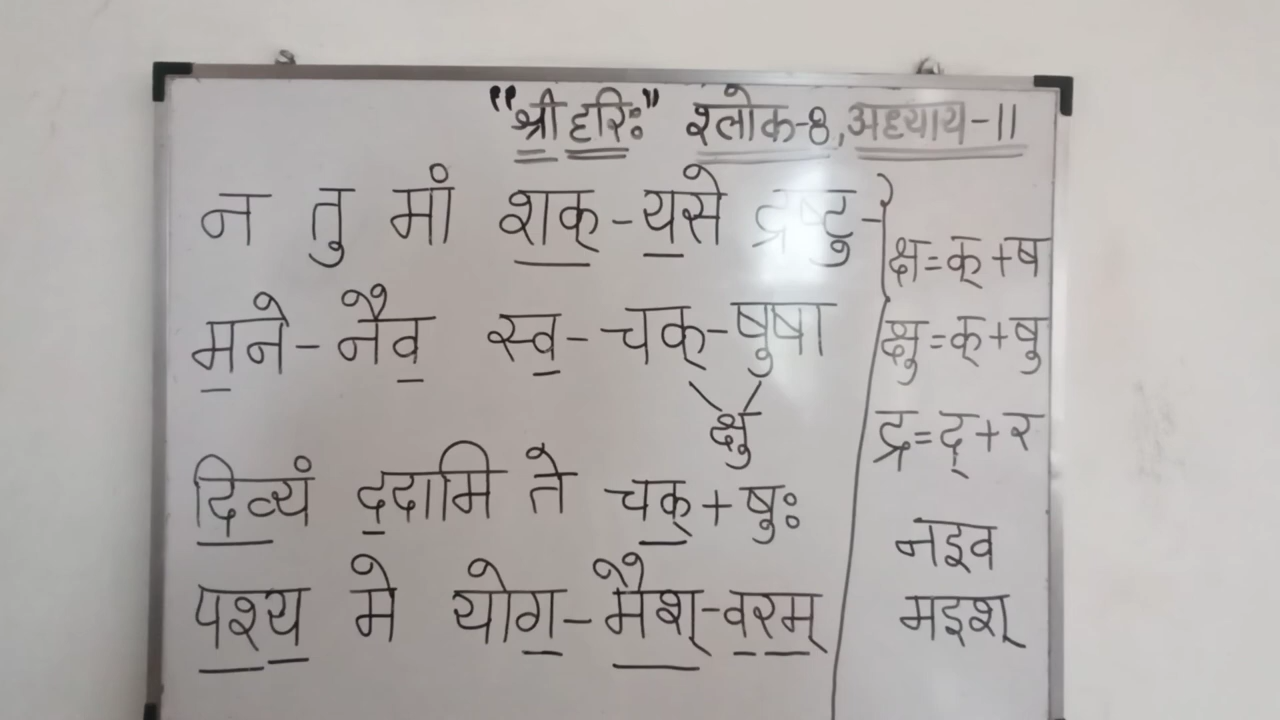 "श्री हरिः" श्लोक-8, अध्याय-11
न तु मां शक्-यसे द्रष्टु-
मने-नैव स्व-चक्-षुषा
क्षु
दिव्यं ददामि ते चक्+षुः
पश्य मे योग-मैश्-वरम्
क्ष=क्+ष
क्षु=क्+षु
द्र=द्+र
नइव
मइश्